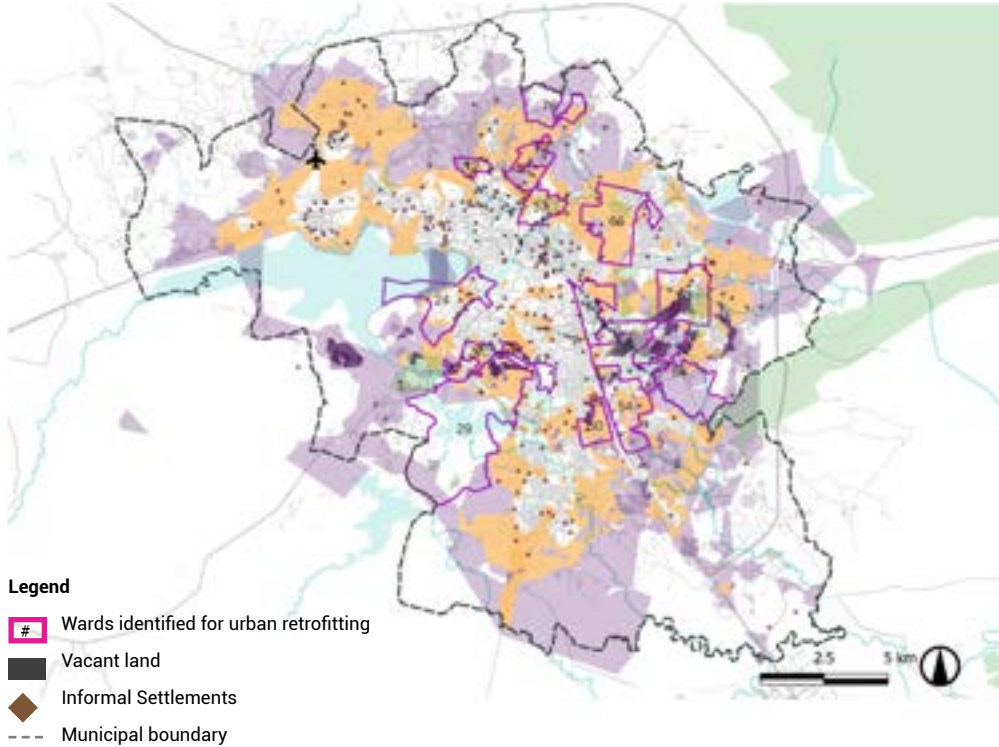 66
29
2.5 5 km
Legend
# Wards identified for urban retrofitting
Vacant land
Informal Settlements
Municipal boundary